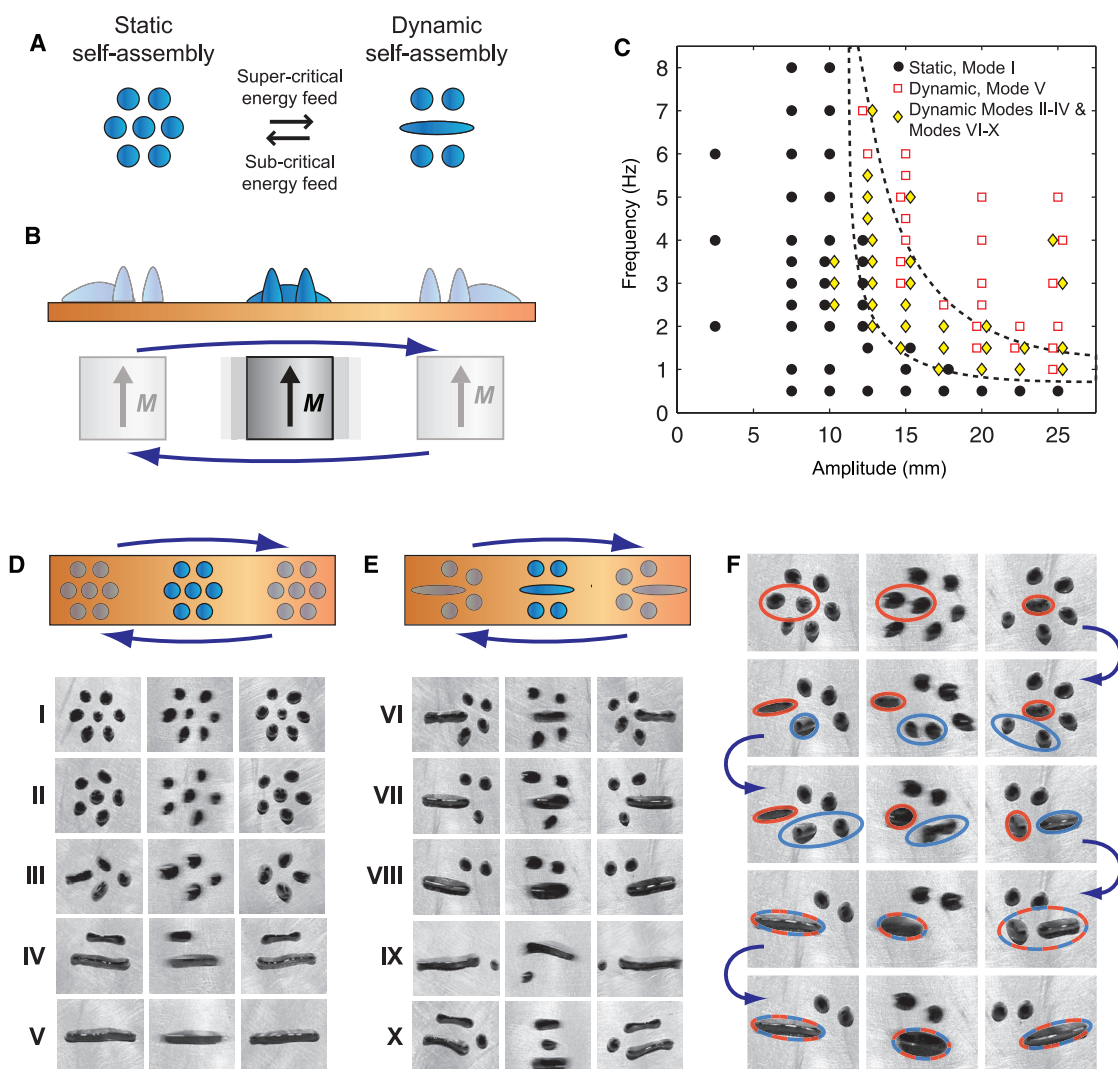 A
Static
self-assembly
Dynamic
self-assembly
Super-critical
energy feed
Sub-critical
energy feed
B
M
M
M
C
Static, Mode I
Dynamic, Mode V
Dynamic Modes II-IV &
Modes VI-X
Frequency (Hz)
8
7
6
5
4
3
2
1
0
0 5 10 15 20 25
Amplitude (mm)
D
I
II
III
IV
V
E
VI
VII
VIII
IX
X
F